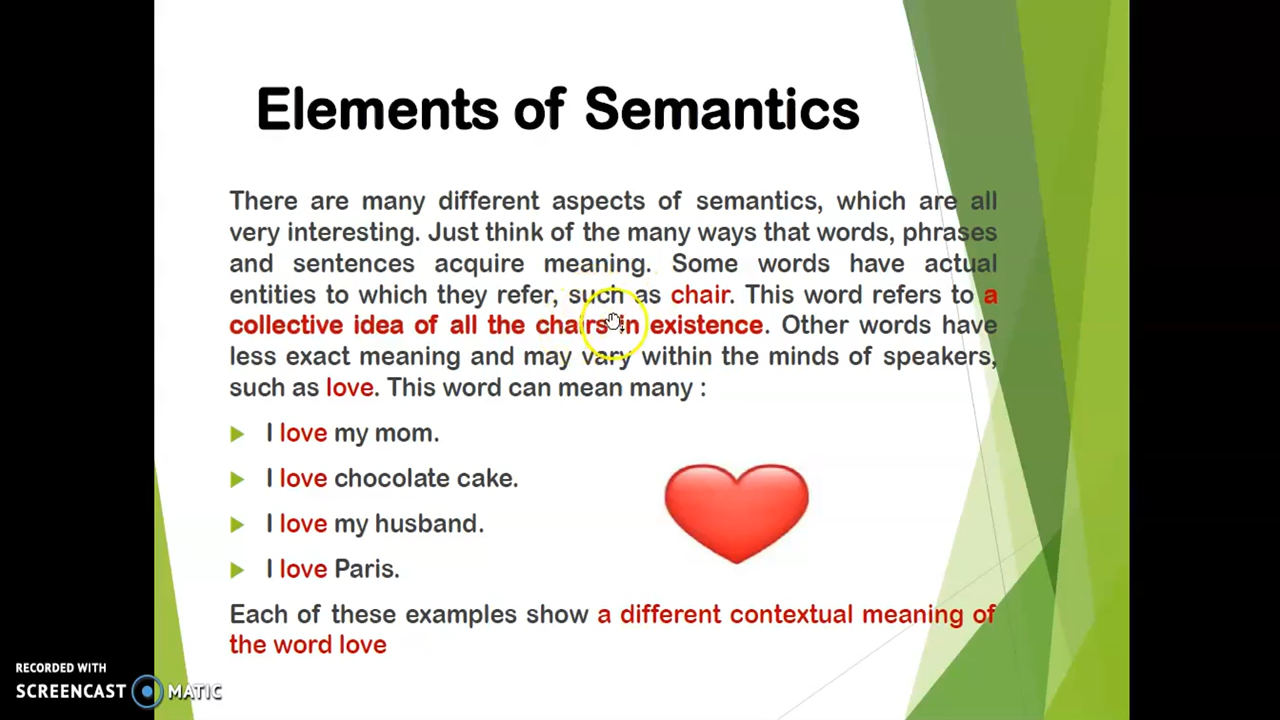 Elements of Semantics
There are many different aspects of semantics, which are all
very interesting. Just think of the many ways that words, phrases
and sentences acquire meaning. Some words have actual
entities to which they refer, such as chair. This word refers to a
collective idea of all the chairs in existence. Other words have
less exact meaning and may vary within the minds of speakers,
such as love. This word can mean many :
I love my mom.
I love chocolate cake.
I love my husband.
I love Paris.
Each of these examples show a different contextual meaning of
the word love
RECORDED WITH
SCREENCAST MATIC